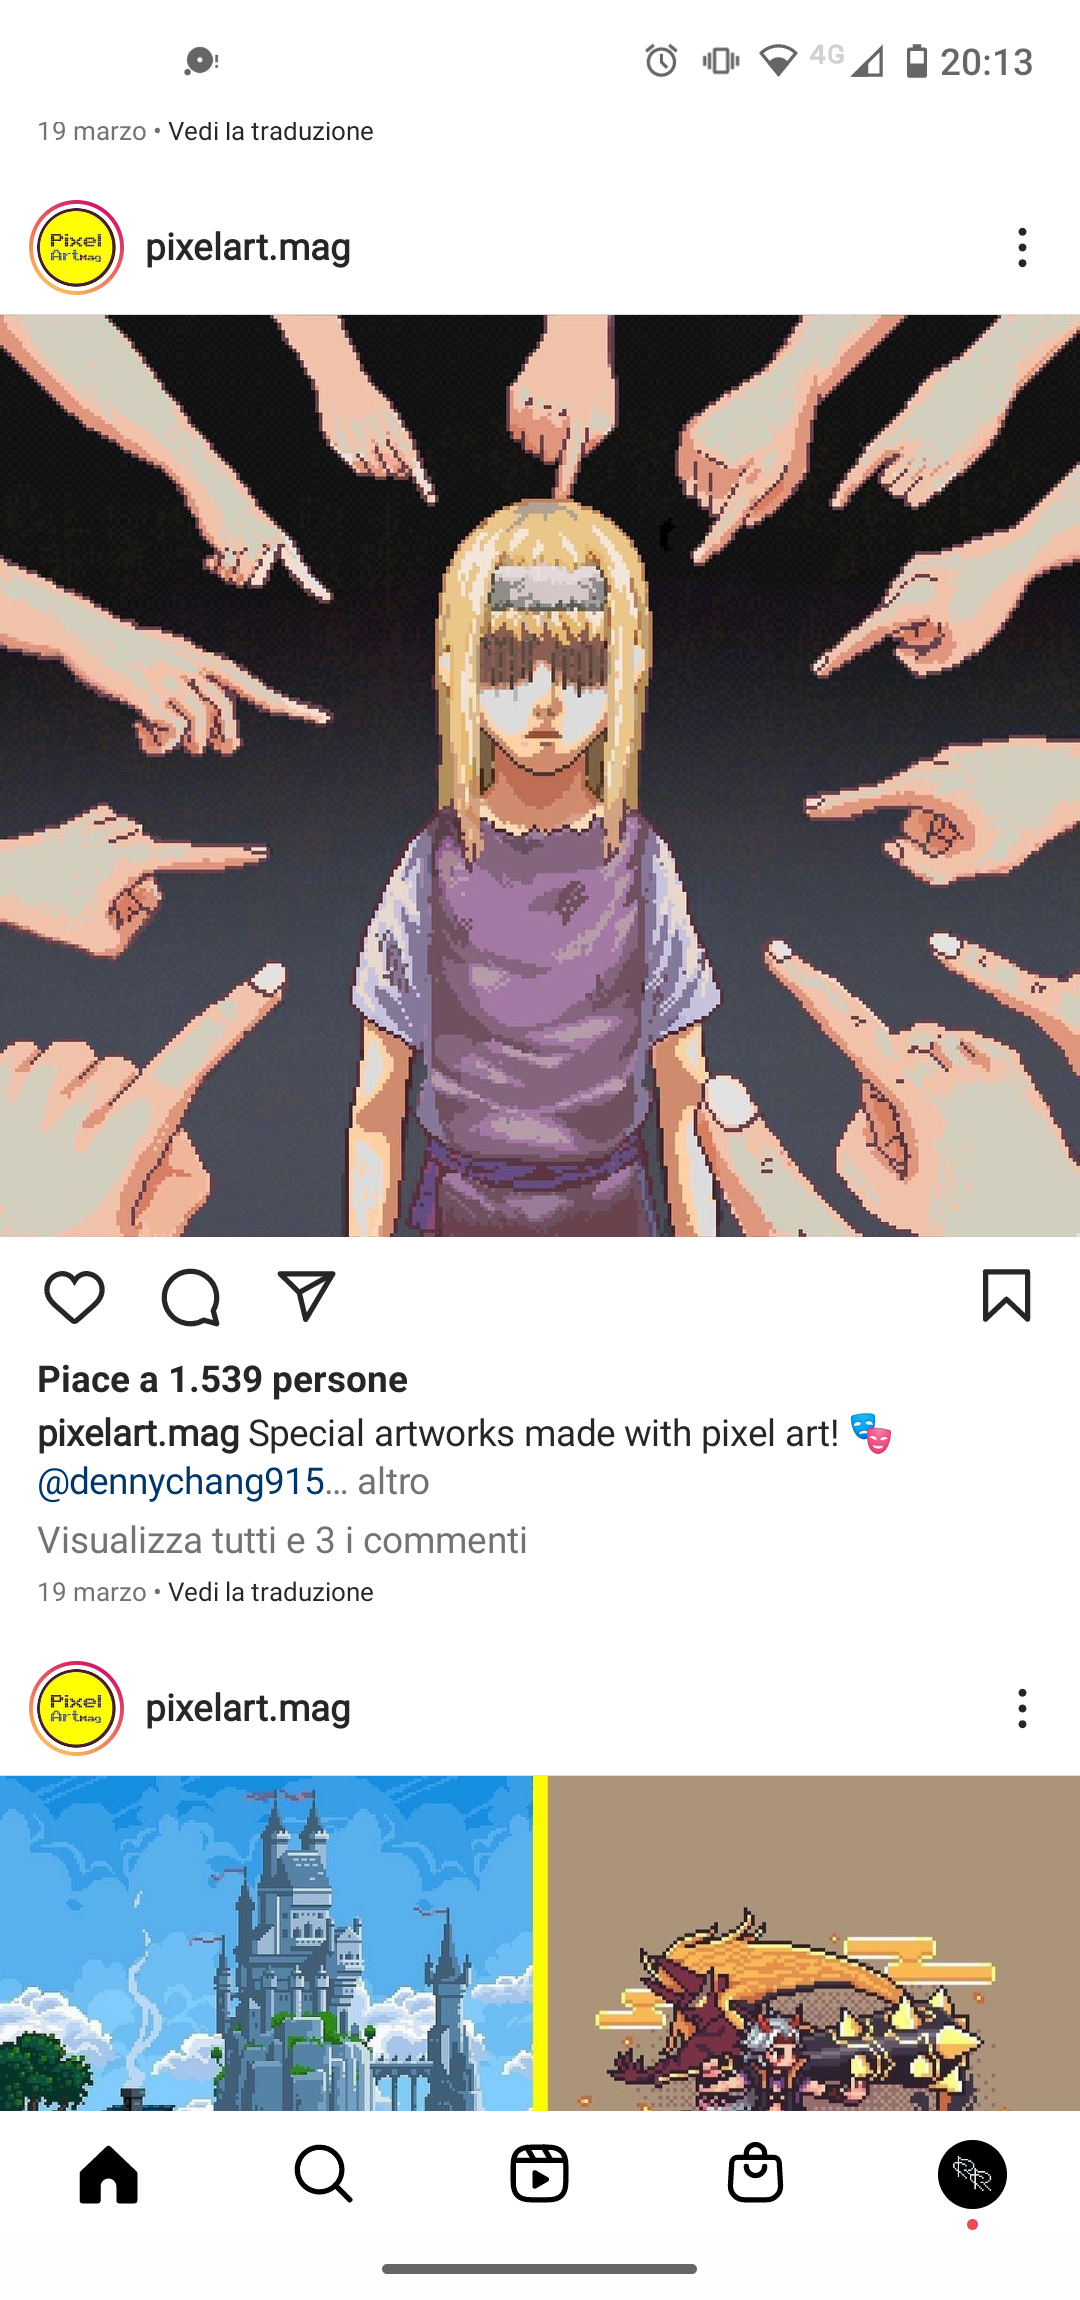 4G 20:13
19 marzo • Vedi la traduzione
Pixel
ArtMag
pixelart.mag
t
Piace a 1.539 persone
pixelart.mag Special artworks made with pixel art! 🎭
@dennychang915... altro
Visualizza tutti e 3 i commenti
19 marzo • Vedi la traduzione
Pixel
ArtMag
pixelart.mag